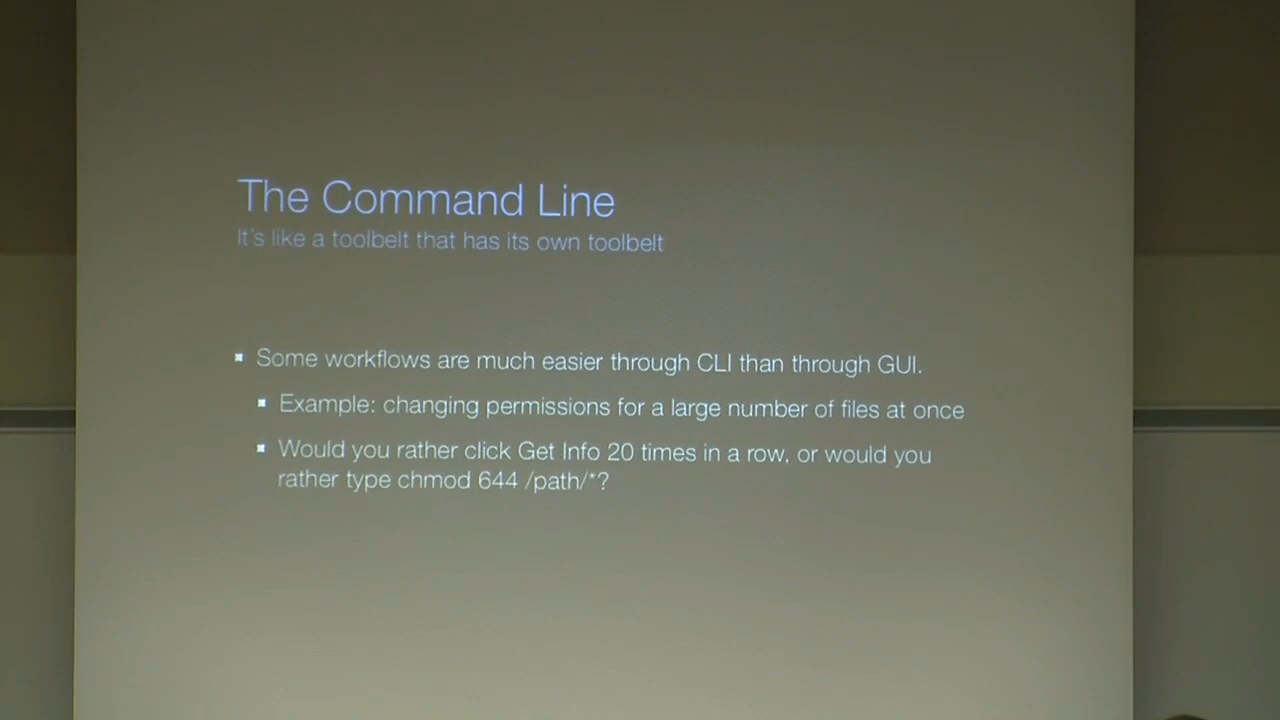 The Command Line
It's like a toolbelt that has its own toolbelt
Some workflows are much easier through CLI than through GUI.
Example: changing permissions for a large number of files at once
Would you rather click Get Info 20 times in a row, or would you
rather type chmod 644 /path/*?